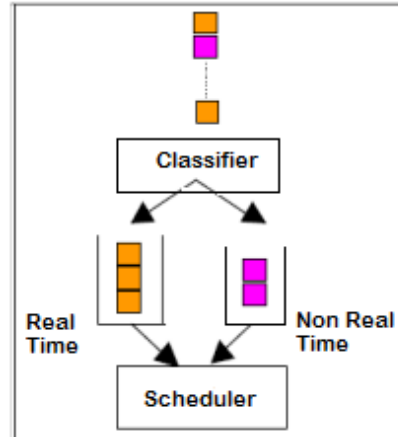 Classifier
Real
Time
Non Real
Time
Scheduler